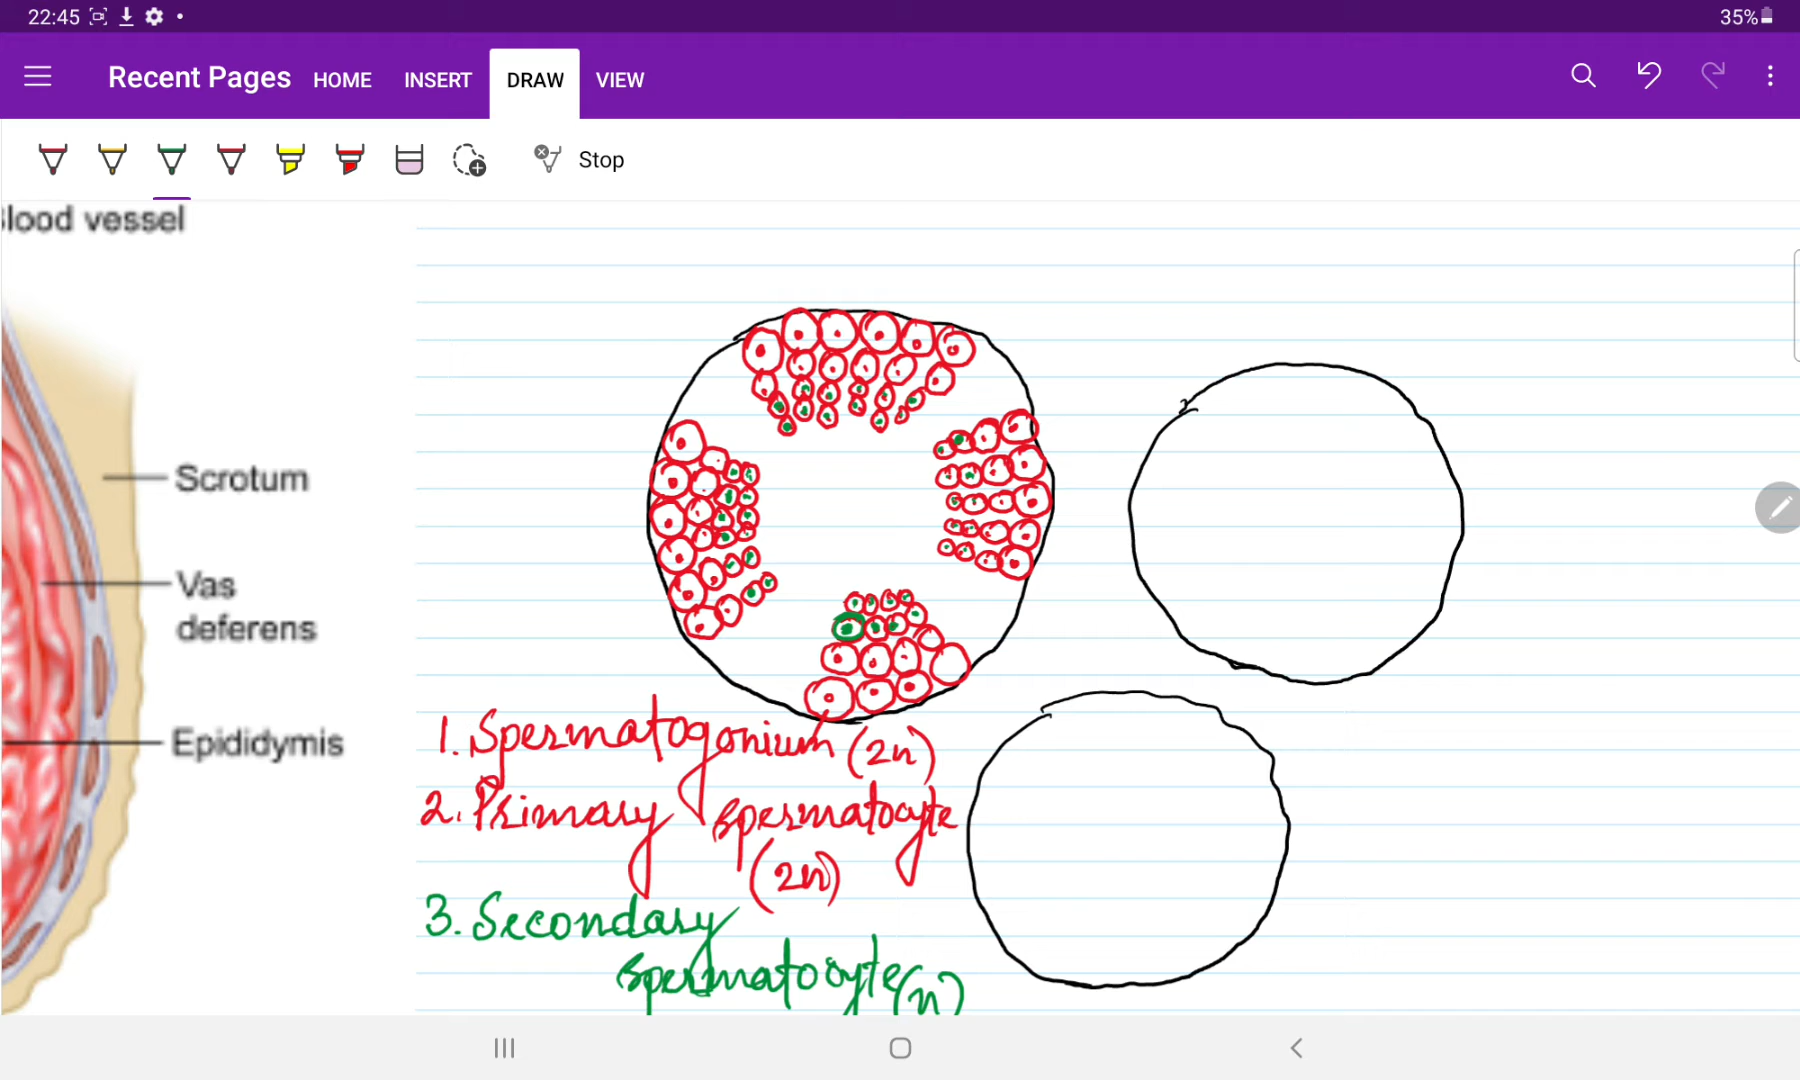 22:45
35%
Recent Pages HOME INSERT DRAW VIEW
Stop
lood vessel
Scrotum
Vas
deferens
Epididymis
1. Spermatogonium (2n)
2. Primary spermatocyte
(2n)
3. Secondary
spermatocyte (n)